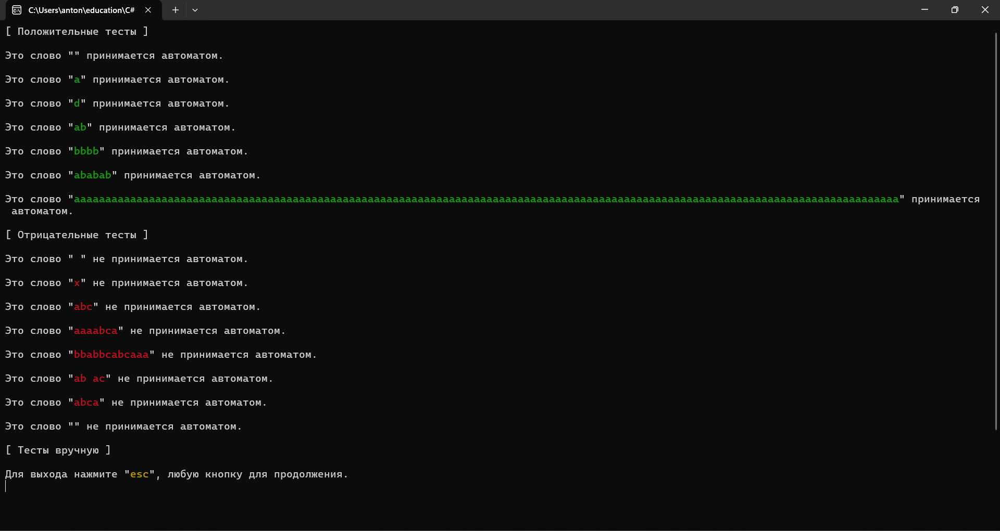 C:\Users\anton\education\C#
[ Положительные тесты ]
Это слово "" принимается автоматом.
Это слово "a" принимается автоматом.
Это слово "d" принимается автоматом.
Это слово "ab" принимается автоматом.
Это слово "bbbb" принимается автоматом.
Это слово "ababab" принимается автоматом.
Это слово "aaaaaaaaaaaaaaaaaaaaaaaaaaaaaaaaaaaaaaaaaaaaaaaaaaaaaaaaaaaaaaaaaaaaaaaaaaaaaaaaaaaaaaaaaaaaaaaaaaaaaaaaaaaaaaaaaaaaaaaaaaaaaaaaaaaa" принимается
автоматом.
[ Отрицательные тесты ]
Это слово " " не принимается автоматом.
Это слово "x" не принимается автоматом.
Это слово "abc" не принимается автоматом.
Это слово "aaaabca" не принимается автоматом.
Это слово "bbabbcabcaaa" не принимается автоматом.
Это слово "ab ac" не принимается автоматом.
Это слово "abca" не принимается автоматом.
Это слово "" не принимается автоматом.
[ Тесты вручную ]
Для выхода нажмите "esc", любую кнопку для продолжения.